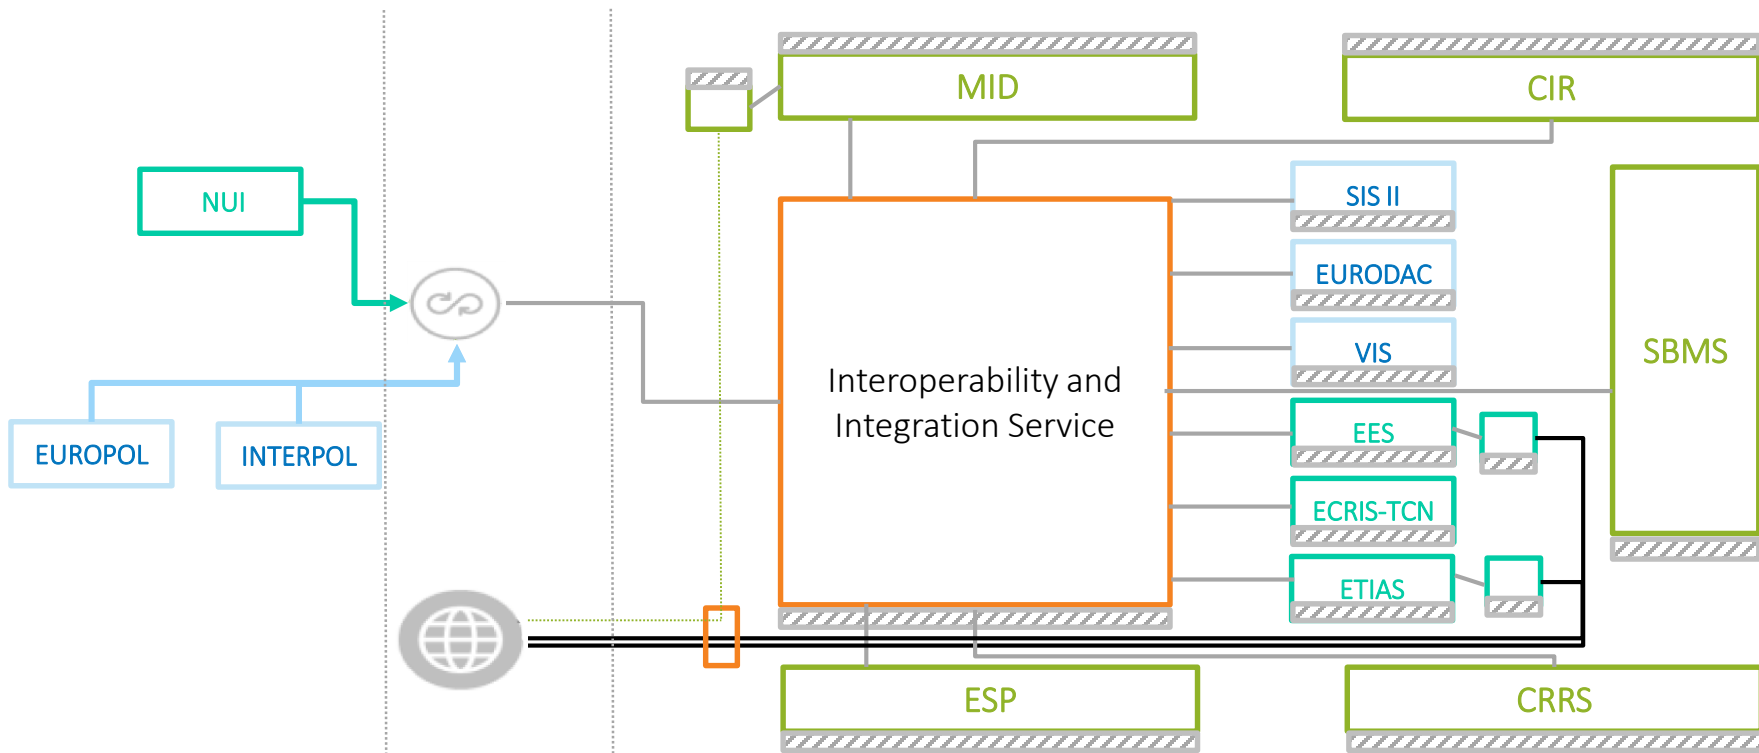 MID
CIR
NUI
SIS II
EURODAC
VIS
SBMS
Interoperability and
Integration Service
EES
EUROPOL
INTERPOL
ECRIS-TCN
ETIAS
ESP
CRRS